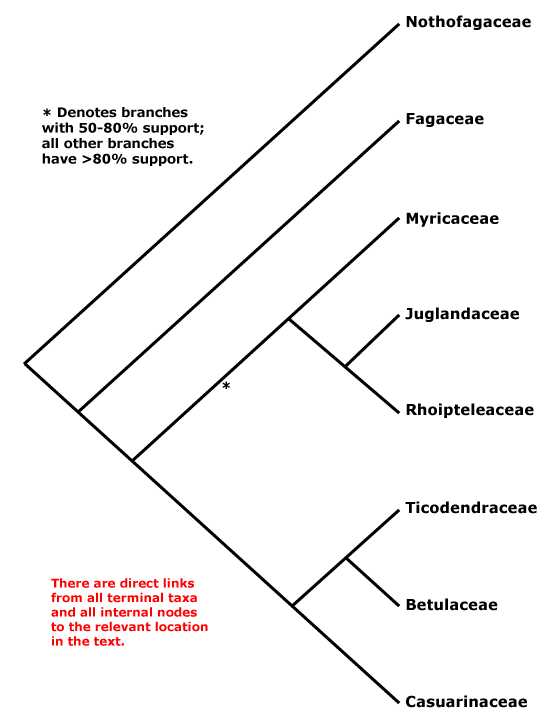 Nothofagaceae
* Denotes branches
with 50-80% support;
all other branches
have >80% support.
Fagaceae
Myricaceae
Juglandaceae
*
Rhoipteleaceae
Ticodendraceae
There are direct links
from all terminal taxa
and all internal nodes
to the relevant location
in the text.
Betulaceae
Casuarinaceae